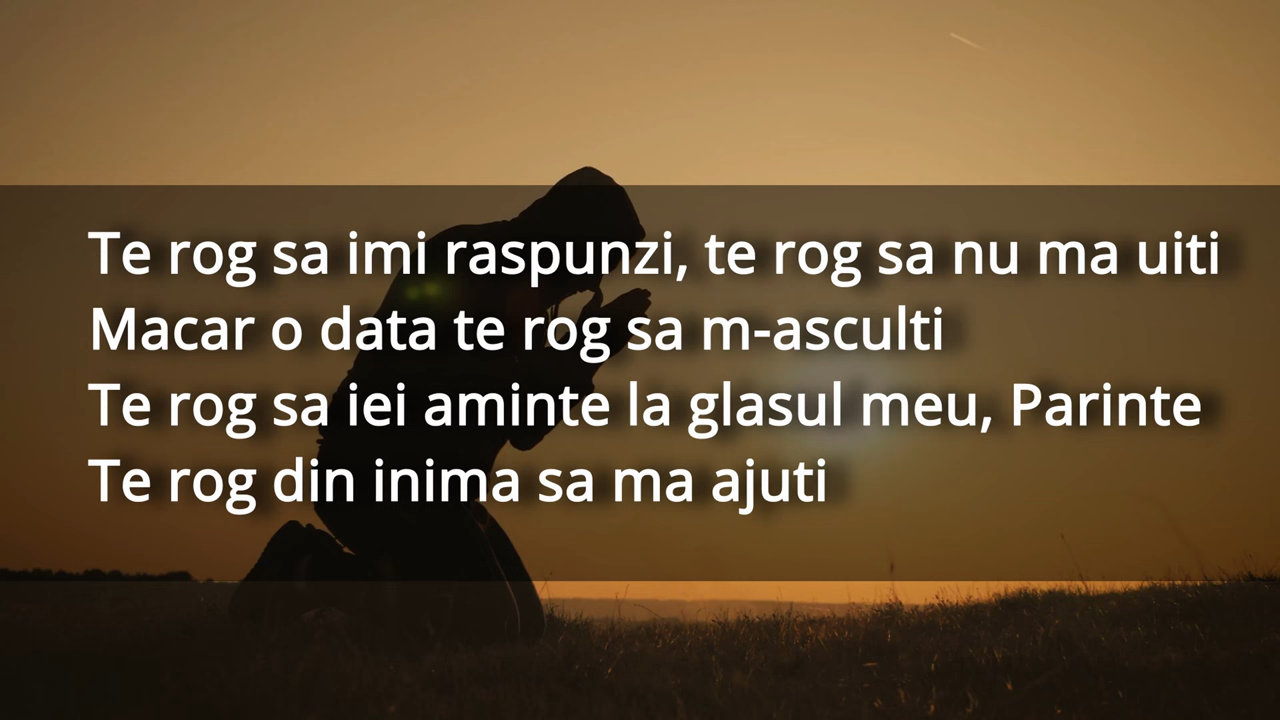 Te rog sa imi raspunzi, te rog sa nu ma uiti
Macar o data te rog sa m-asculti
Te rog sa iei aminte la glasul meu, Parinte
Te rog din inima sa ma ajuti